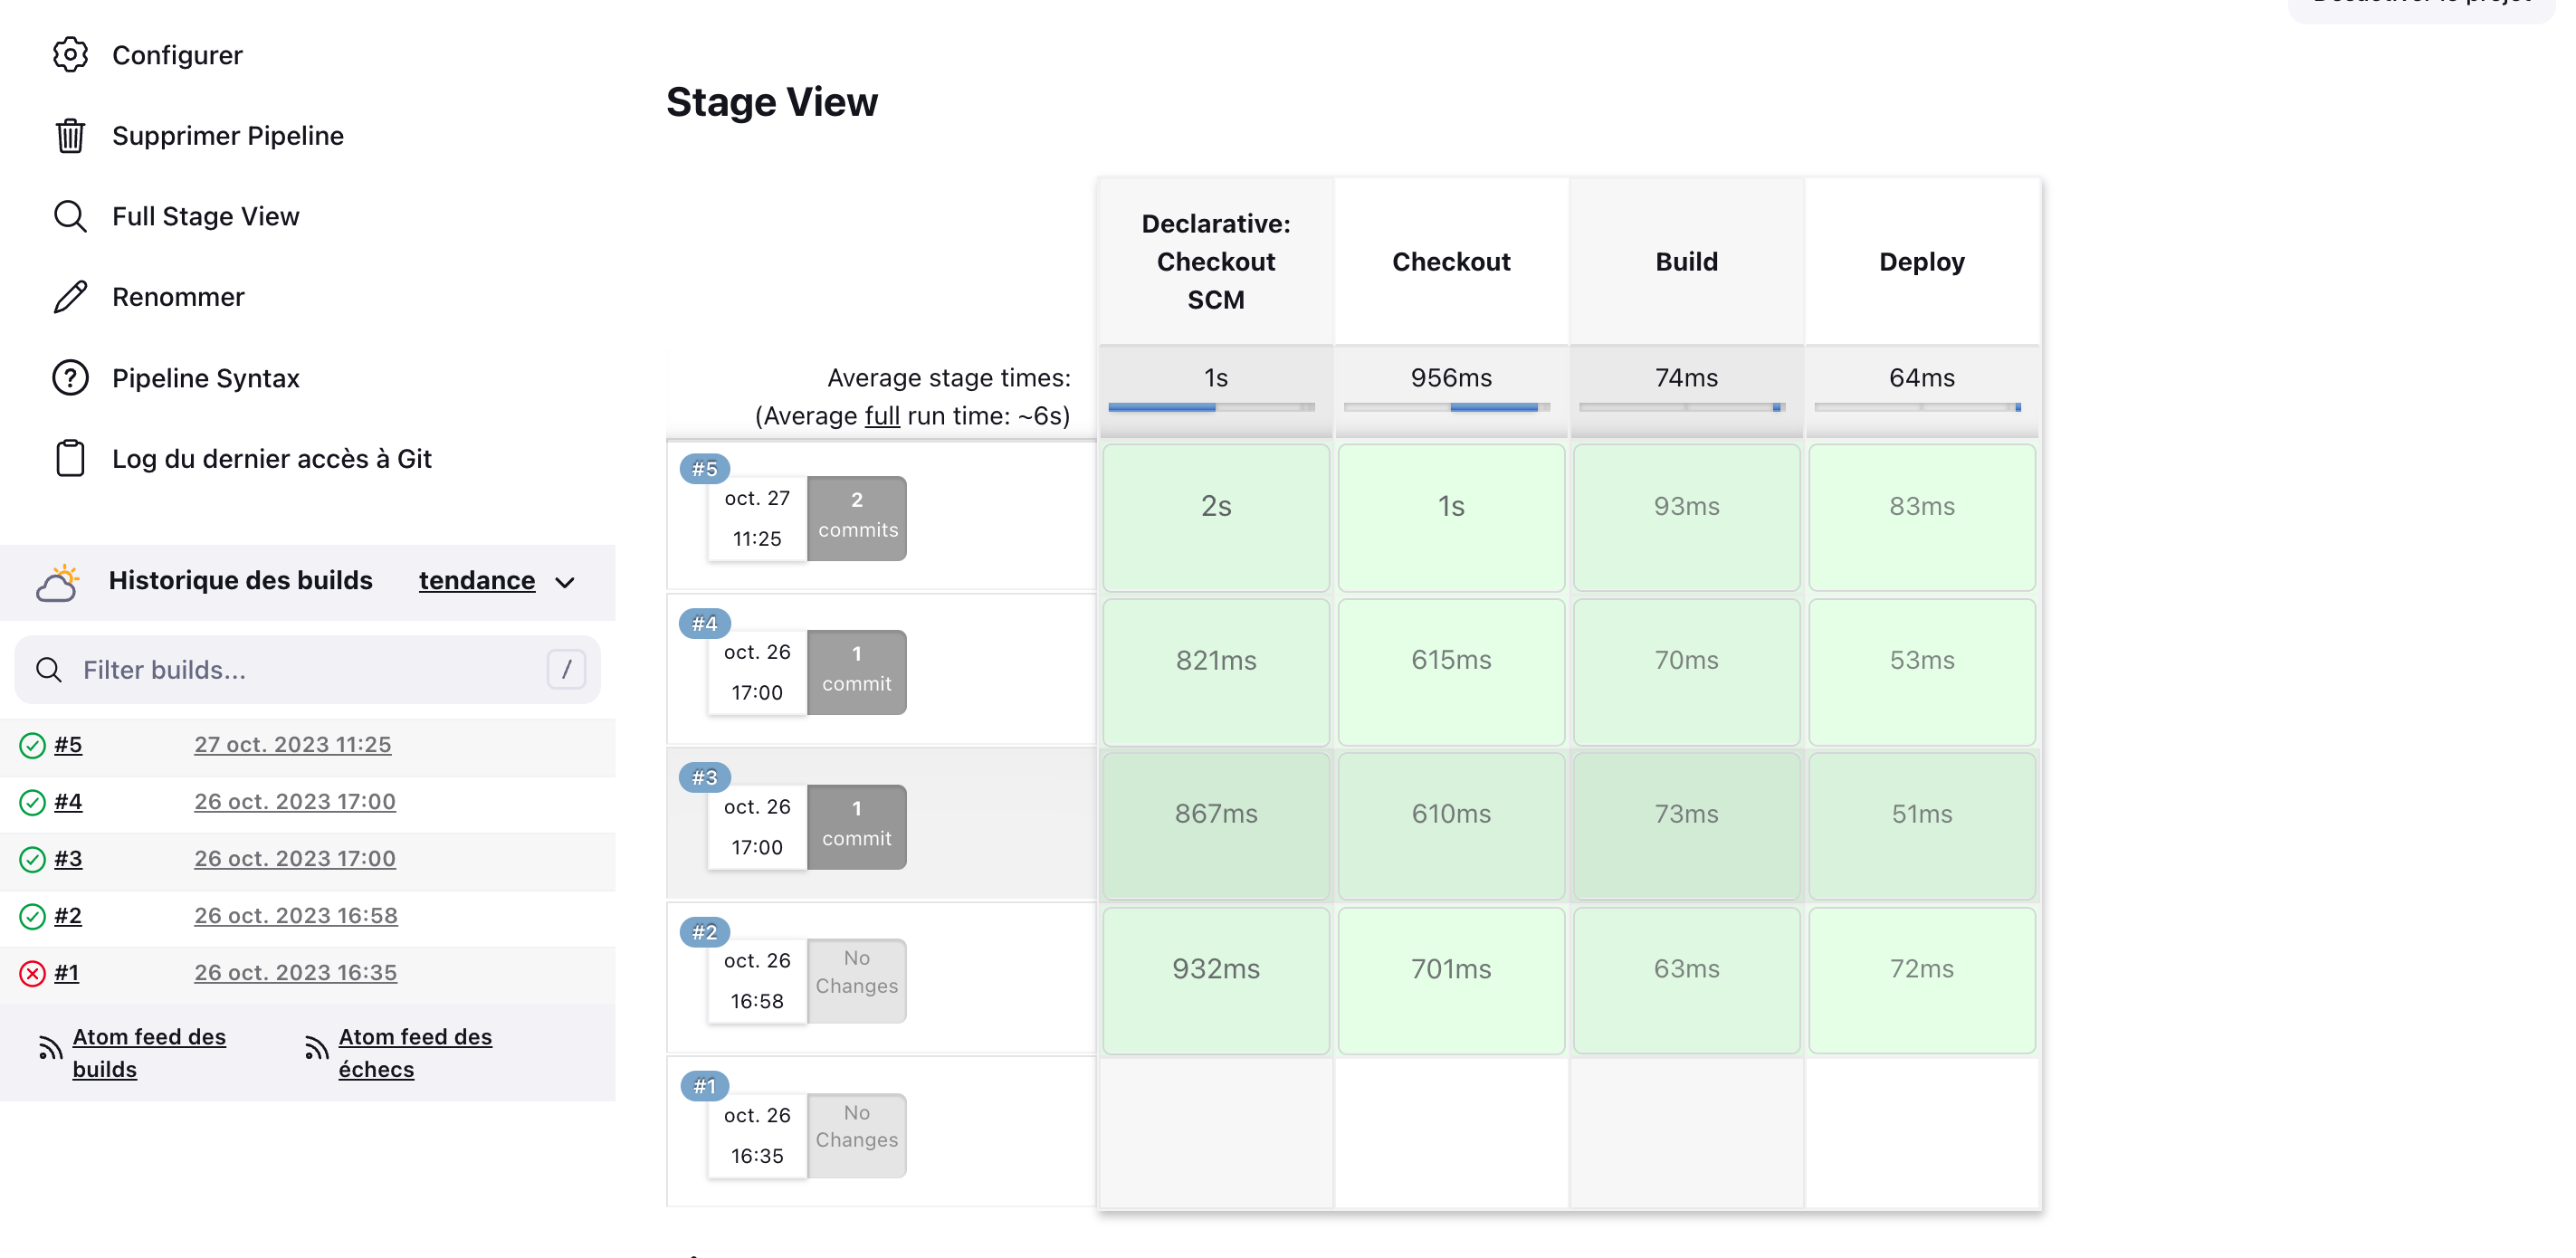 Configurer
Supprimer Pipeline
Full Stage View
Renommer
Pipeline Syntax
Log du dernier accès à Git
Historique des builds tendance
Filter builds... /
#5 27 oct. 2023 11:25
#4 26 oct. 2023 17:00
#3 26 oct. 2023 17:00
#2 26 oct. 2023 16:58
#1 26 oct. 2023 16:35
Atom feed des
builds
Atom feed des
échecs
Stage View
Declarative:
Checkout
SCM
Checkout
Build
Deploy
Average stage times:
(Average full run time: ~6s)
1s
956ms
74ms
64ms
#5
oct. 27
11:25
2
commits
2s
1s
93ms
83ms
#4
oct. 26
17:00
1
commit
821ms
615ms
70ms
53ms
#3
oct. 26
17:00
1
commit
867ms
610ms
73ms
51ms
#2
oct. 26
16:58
No
Changes
932ms
701ms
63ms
72ms
#1
oct. 26
16:35
No
Changes